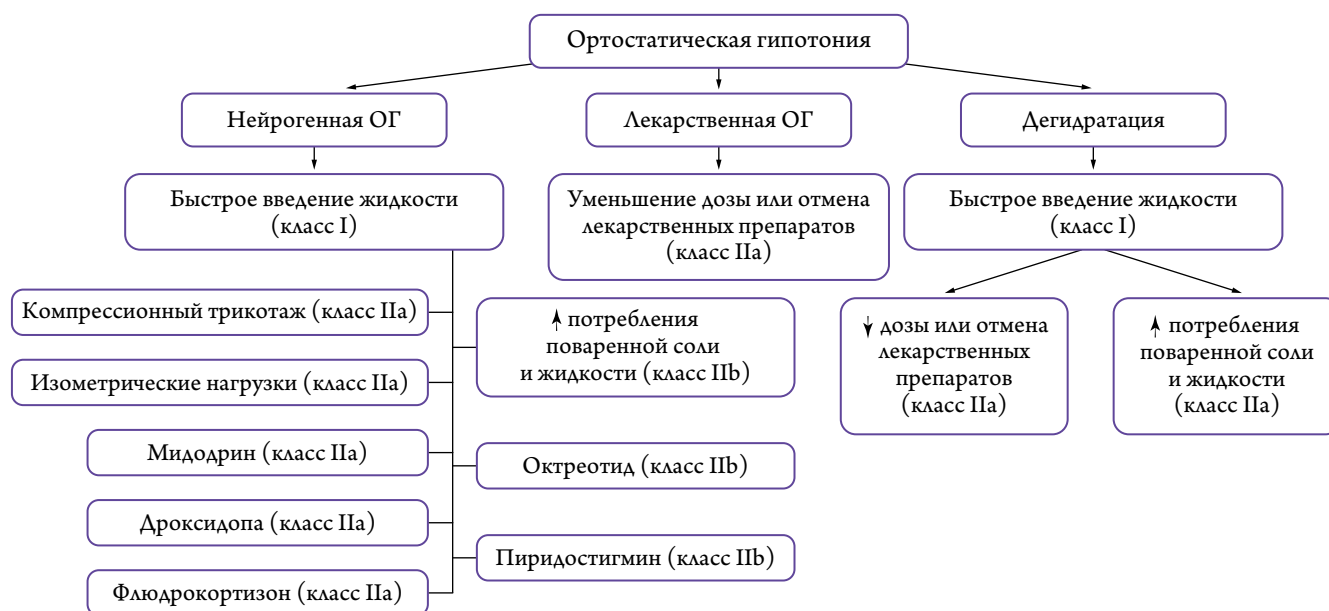 Ортостатическая гипотония
Нейрогенная ОГ
Лекарственная ОГ
Дегидратация
Быстрое введение жидкости
(класс I)
Уменьшение дозы или отмена
лекарственных препаратов
(класс IIa)
Быстрое введение жидкости
(класс I)
Компрессионный трикотаж (класс IIa)
Изометрические нагрузки (класс IIa)
Мидодрин (класс IIa)
Дроксидопа (класс IIa)
Флюдрокортизон (класс IIa)
↑ потребления
поваренной соли
и жидкости (класс IIb)
Октреотид (класс IIb)
Пиридостигмин (класс IIb)
↓ дозы или отмена
лекарственных
препаратов
(класс IIa)
↑ потребления
поваренной соли
и жидкости
(класс IIa)